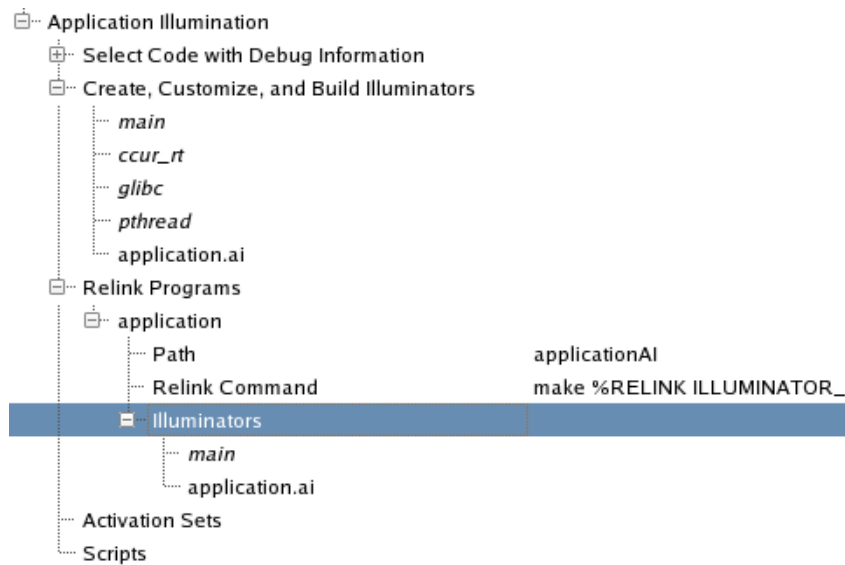 Application Illumination
Select Code with Debug Information
Create, Customize, and Build Illuminators
main
ccur_rt
glibc
pthread
application.ai
Relink Programs
application
Path applicationAI
Relink Command make %RELINK ILLUMINATOR_
Illuminators
main
application.ai
Activation Sets
Scripts